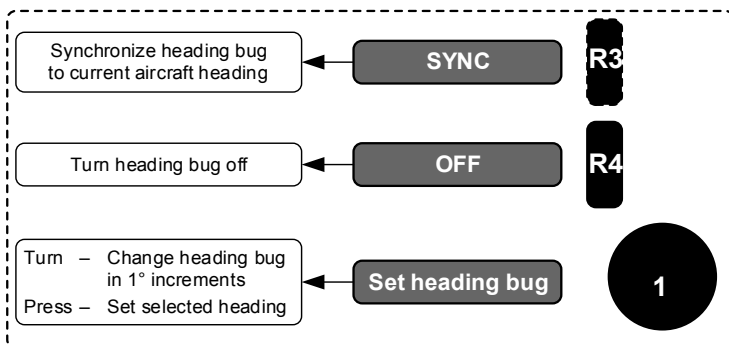 Synchronize heading bug
to current aircraft heading
SYNC
R3
Turn heading bug off
OFF
R4
Turn – Change heading bug
in 1° increments
Press – Set selected heading
Set heading bug
1